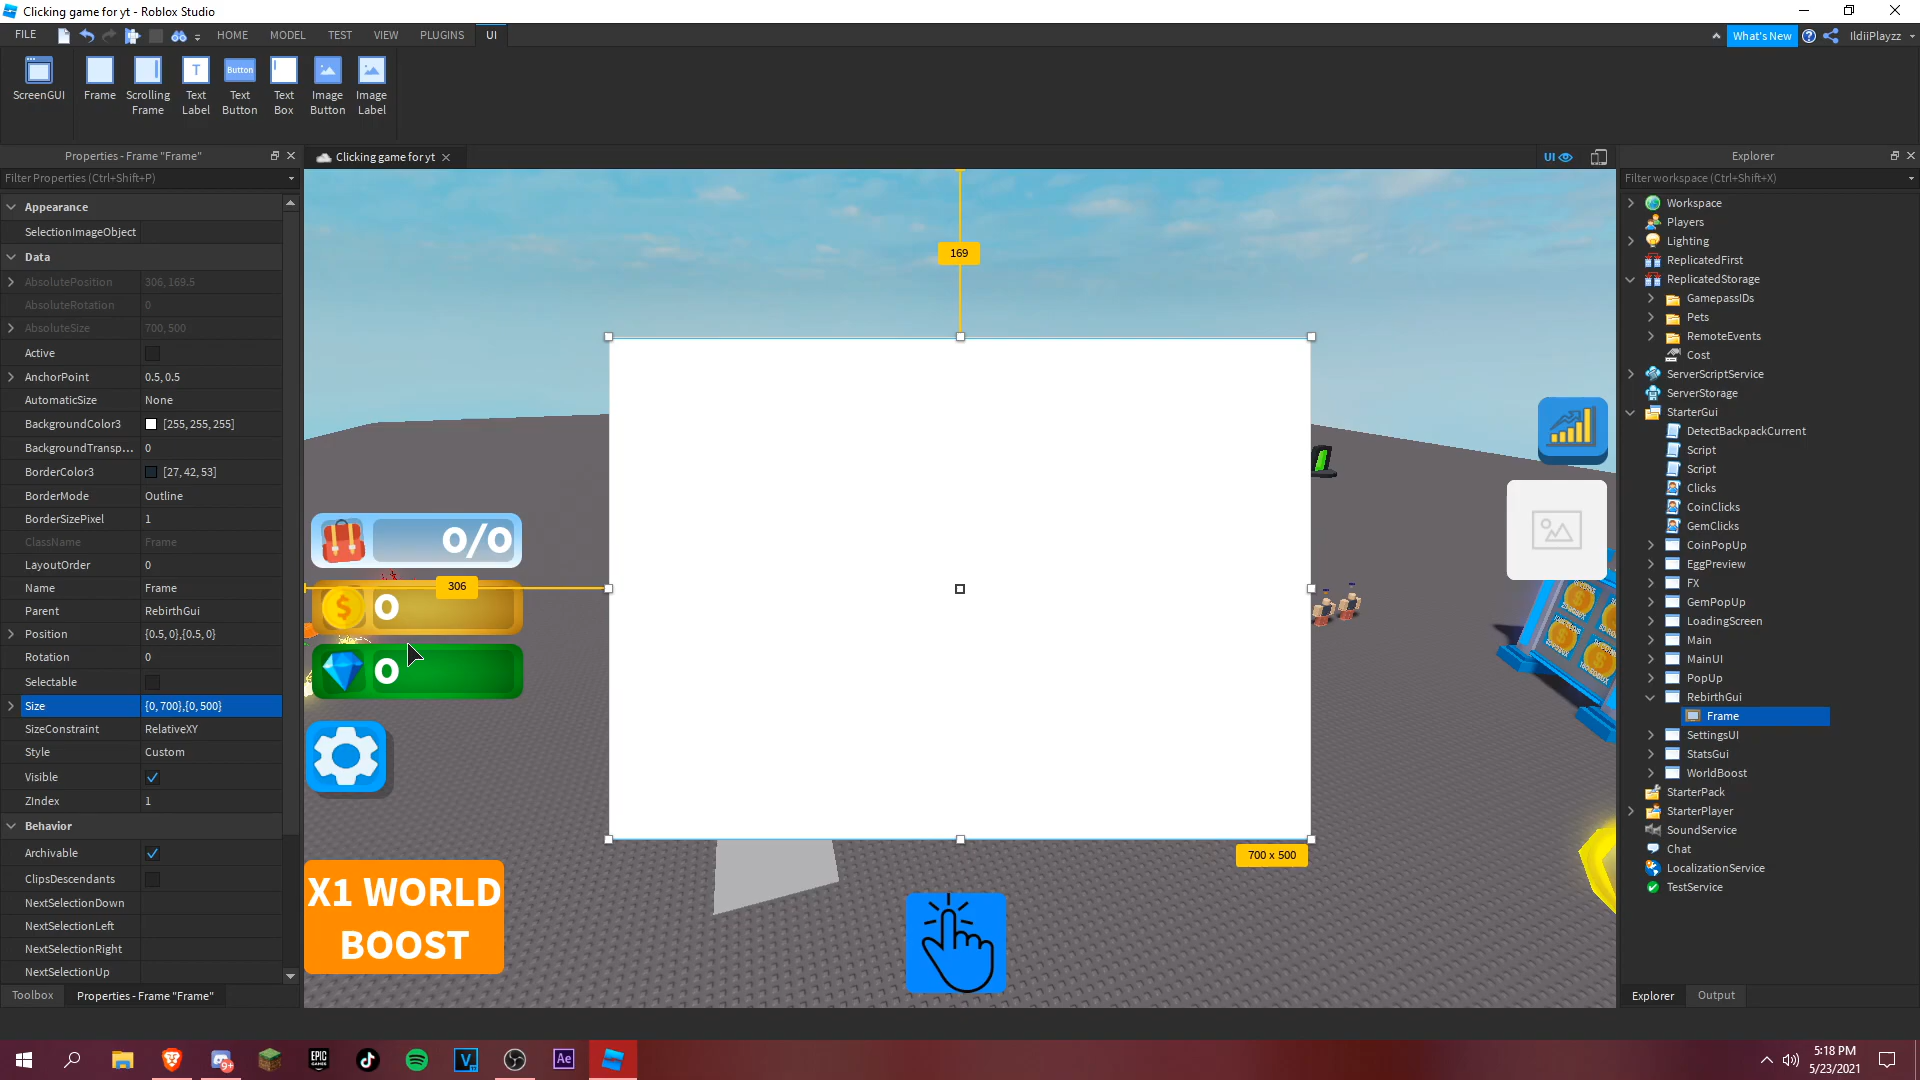 Clicking game for yt - Roblox Studio
FILE
HOME
MODEL
TEST
VIEW
PLUGINS
UI
What's New
IldiiPlayzz
ScreenGUI
Frame
Scrolling
Frame
Text
Label
Button
Text
Button
Text
Box
Image
Button
Image
Label
Properties - Frame "Frame"
Filter Properties (Ctrl+Shift+P)
Appearance
SelectionImageObject
Data
AbsolutePosition 306, 169.5
AbsoluteRotation 0
AbsoluteSize 700, 500
Active
AnchorPoint 0.5, 0.5
AutomaticSize None
BackgroundColor3 [255, 255, 255]
BackgroundTransp... 0
BorderColor3 [27, 42, 53]
BorderMode Outline
BorderSizePixel 1
ClassName Frame
LayoutOrder 0
Name Frame
Parent RebirthGui
Position {0.5, 0},{0.5, 0}
Rotation 0
Selectable
Size {0, 700},{0, 500}
SizeConstraint RelativeXY
Style Custom
Visible
ZIndex 1
Behavior
Archivable
ClipsDescendants
NextSelectionDown
NextSelectionLeft
NextSelectionRight
NextSelectionUp
Toolbox
Properties - Frame "Frame"
Clicking game for yt
UI
169
0/0
306
0
0
X1 WORLD
BOOST
700 x 500
Explorer
Filter workspace (Ctrl+Shift+X)
Workspace
Players
Lighting
ReplicatedFirst
ReplicatedStorage
GamepassIDs
Pets
RemoteEvents
Cost
ServerScriptService
ServerStorage
StarterGui
DetectBackpackCurrent
Script
Script
Clicks
CoinClicks
GemClicks
CoinPopUp
EggPreview
FX
GemPopUp
LoadingScreen
Main
MainUI
PopUp
RebirthGui
Frame
SettingsUI
StatsGui
WorldBoost
StarterPack
StarterPlayer
SoundService
Chat
LocalizationService
TestService
Explorer
Output
9+
EPIC
GAMES
V
Ae
5:18 PM
5/23/2021